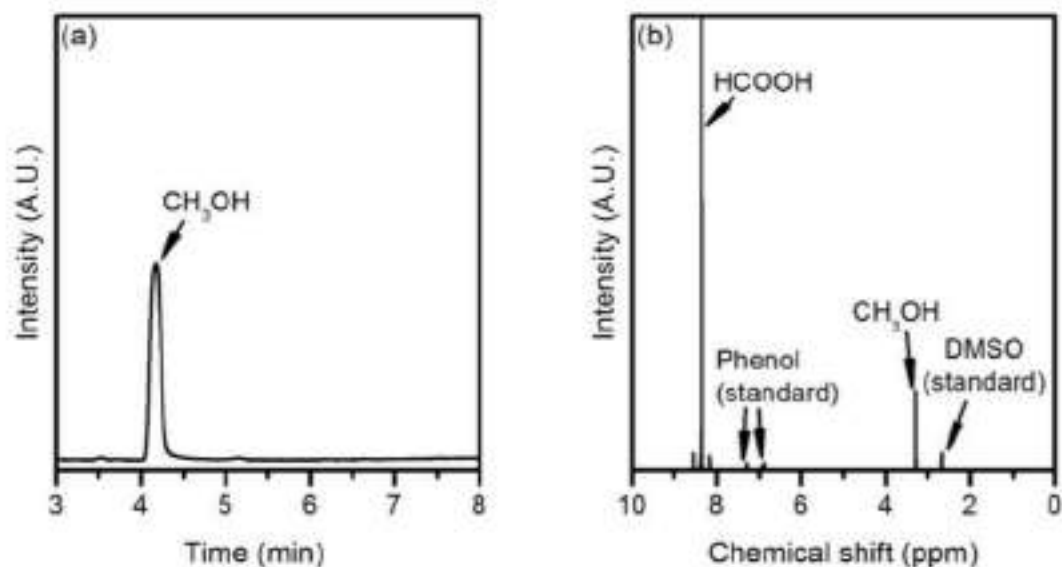 (a)
CH₃OH
Intensity (A.U.)
3 4 5 6 7 8
Time (min)
(b)
HCOOH
CH₃OH
Phenol
(standard)
DMSO
(standard)
Intensity (A.U.)
10 8 6 4 2 0
Chemical shift (ppm)